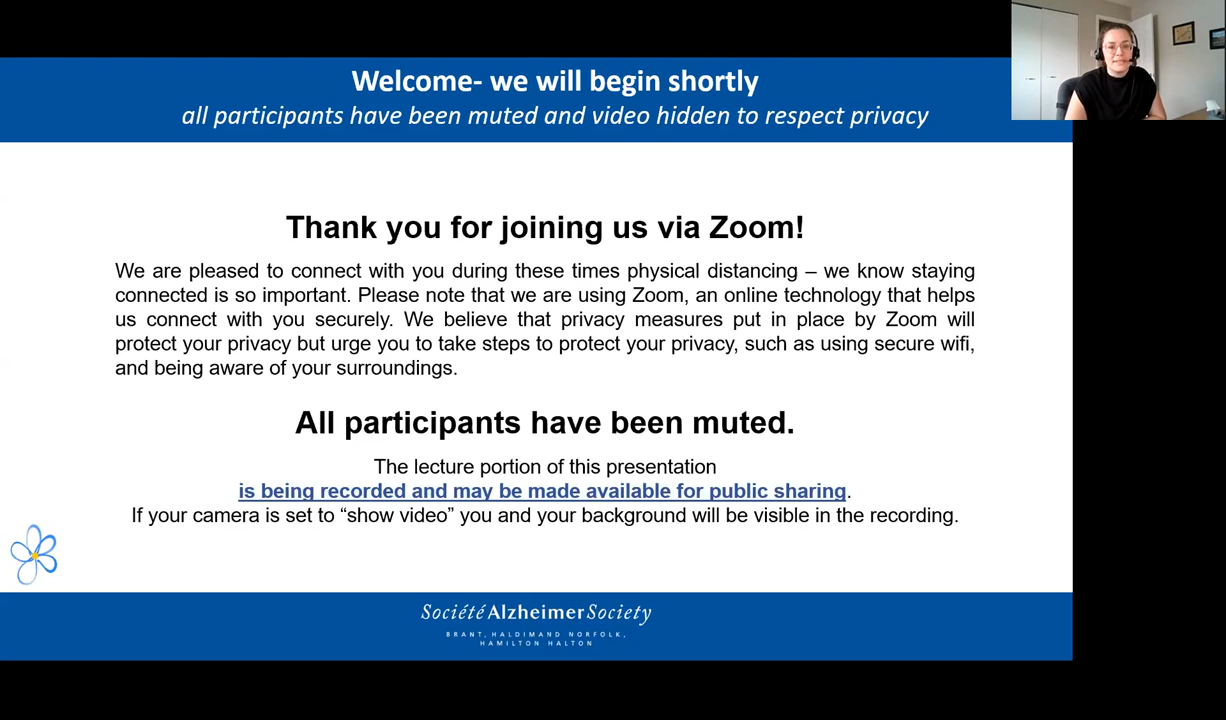 Welcome- we will begin shortly
all participants have been muted and video hidden to respect privacy
Thank you for joining us via Zoom!
We are pleased to connect with you during these times physical distancing – we know staying
connected is so important. Please note that we are using Zoom, an online technology that helps
us connect with you securely. We believe that privacy measures put in place by Zoom will
protect your privacy but urge you to take steps to protect your privacy, such as using secure wifi,
and being aware of your surroundings.
All participants have been muted.
The lecture portion of this presentation
is being recorded and may be made available for public sharing.
If your camera is set to “show video” you and your background will be visible in the recording.
Société Alzheimer Society
BRANT, HALDIMAND NORFOLK,
HAMILTON HALTON